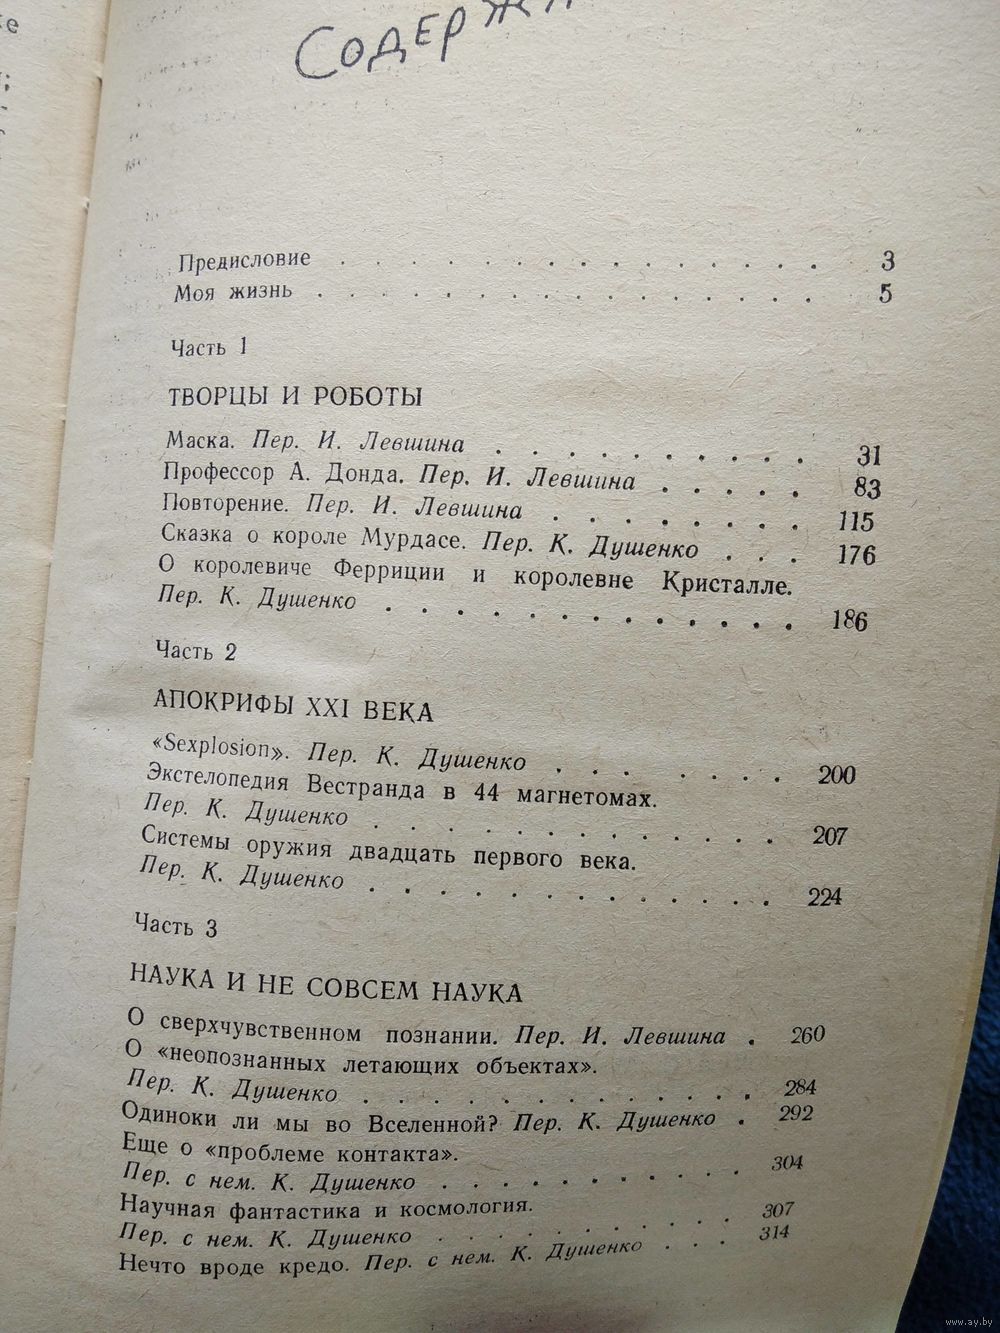 Предисловие . . . . . . . . . . . . . . 3
Моя жизнь . . . . . . . . . . . . . . 5
Часть 1
ТВОРЦЫ И РОБОТЫ
Маска. Пер. И. Левшина . . . . . . . . . 31
Профессор А. Донда. Пер. И. Левшина . . . . . 83
Повторение. Пер. И. Левшина . . . . . . . . 115
Сказка о короле Мурдасе. Пер. К. Душенко . . . 176
О королевиче Ферриции и королевне Кристалле.
Пер. К. Душенко . . . . . . . . . . . . 186
Часть 2
АПОКРИФЫ XXI ВЕКА
«Sexplosion». Пер. К. Душенко . . . . . . . 200
Экстелопедия Вестранда в 44 магнетомах.
Пер. К. Душенко . . . . . . . . . . . . 207
Системы оружия двадцать первого века.
Пер. К. Душенко . . . . . . . . . . . . 224
Часть 3
НАУКА И НЕ СОВСЕМ НАУКА
О сверхчувственном познании. Пер. И. Левшина . 260
О «неопознанных летающих объектах».
Пер. К. Душенко . . . . . . . . . . . . 284
Одиноки ли мы во Вселенной? Пер. К. Душенко . 292
Еще о «проблеме контакта».
Пер. с нем. К. Душенко . . . . . . . . . . 304
Научная фантастика и космология.
Пер. с нем. К. Душенко . . . . . . . . . . 307
Нечто вроде кредо. Пер. с нем. К. Душенко . . . 314
www.ay.by